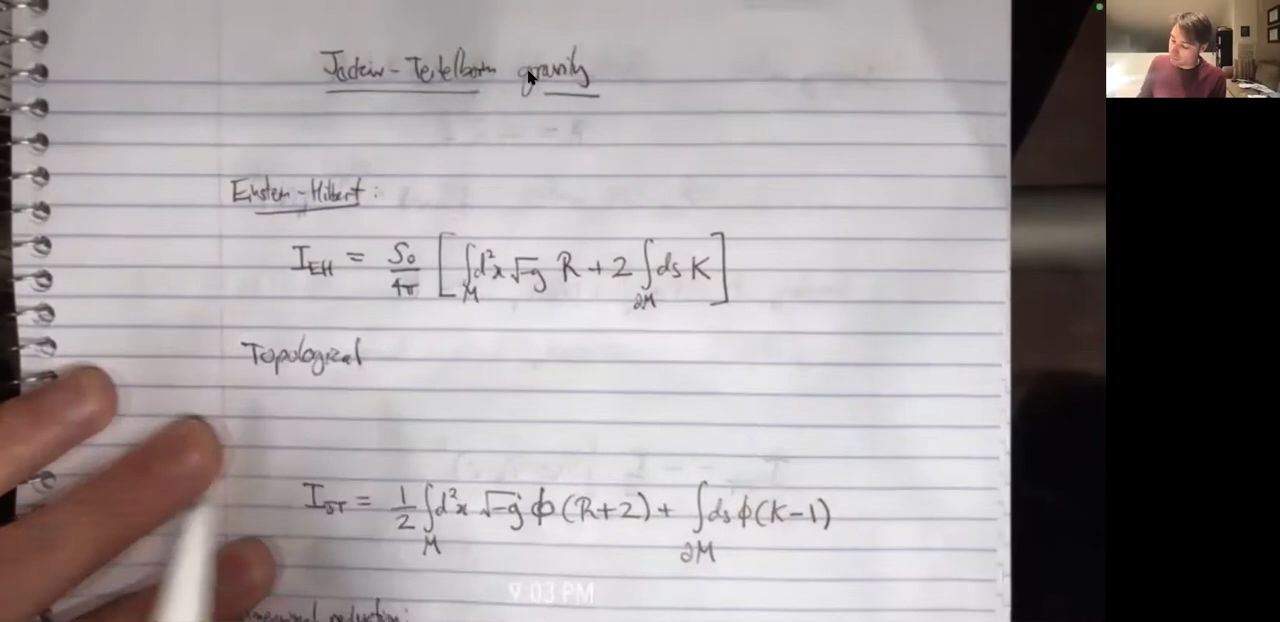 Jackiw-Teitelboim gravity
Einstein-Hilbert:
I_EH = S₀/4π [ ∫_M d²x √-g R + 2 ∫_∂M ds K ]
Topological
I_JT = 1/2 ∫_M d²x √-g ϕ (R+2) + ∫_∂M ds ϕ (K-1)
9:03 PM
reduction: